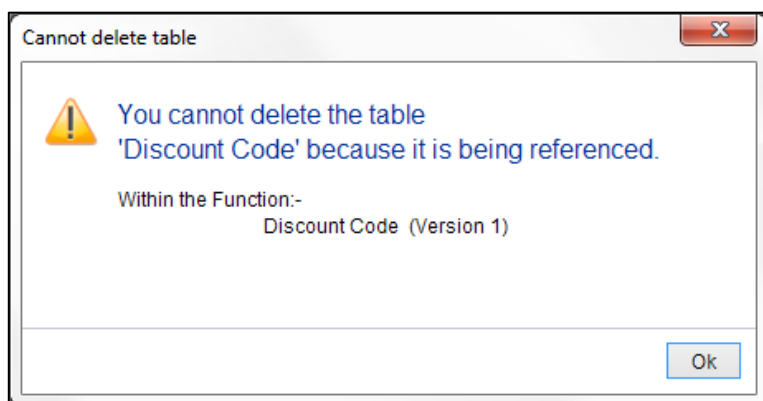 Cannot delete table
You cannot delete the table
'Discount Code' because it is being referenced.
Within the Function:-
Discount Code (Version 1)
Ok